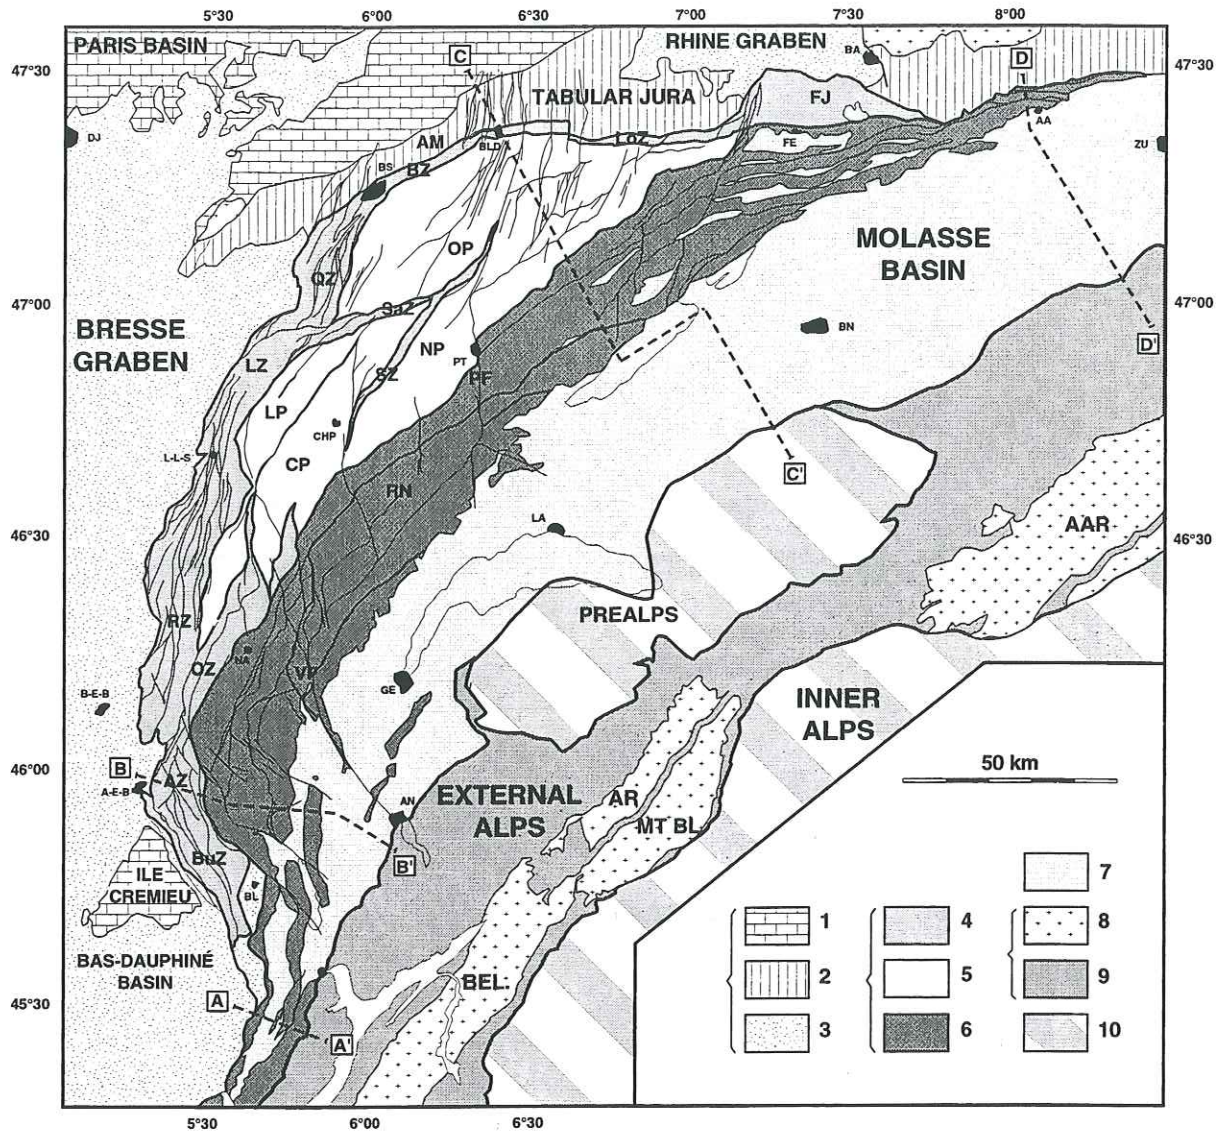 5°30 6°00 6°30 7°00 7°30 8°00
PARIS BASIN
C
RHINE GRABEN
BA
D
47°30
47°30
TABULAR JURA
FJ
DJ
AM
BLD
LoZ
FE
AA
ZU
BS
BZ
MOLASSE
BASIN
OP
QZ
47°00
SaZ
47°00
BRESSE
GRABEN
NP
BN
D'
LZ
PT
PF
SZ
LP
CHP
L-L-S
CP
C'
RN
LA
AAR
46°30
46°30
PREALPS
RZ
OZ
NA
VF
GE
B-E-B
INNER
ALPS
46°00
B
AZ
A-E-B
50 km
EXTERNAL
ALPS
AN
AR
MT BL.
BuZ
B'
ILE
CREMIEU
BL
7
1
4
8
BAS-DAUPHINÉ
BASIN
BEL.
2
5
9
45°30
A
A'
3
6
10
5°30 6°00 6°30